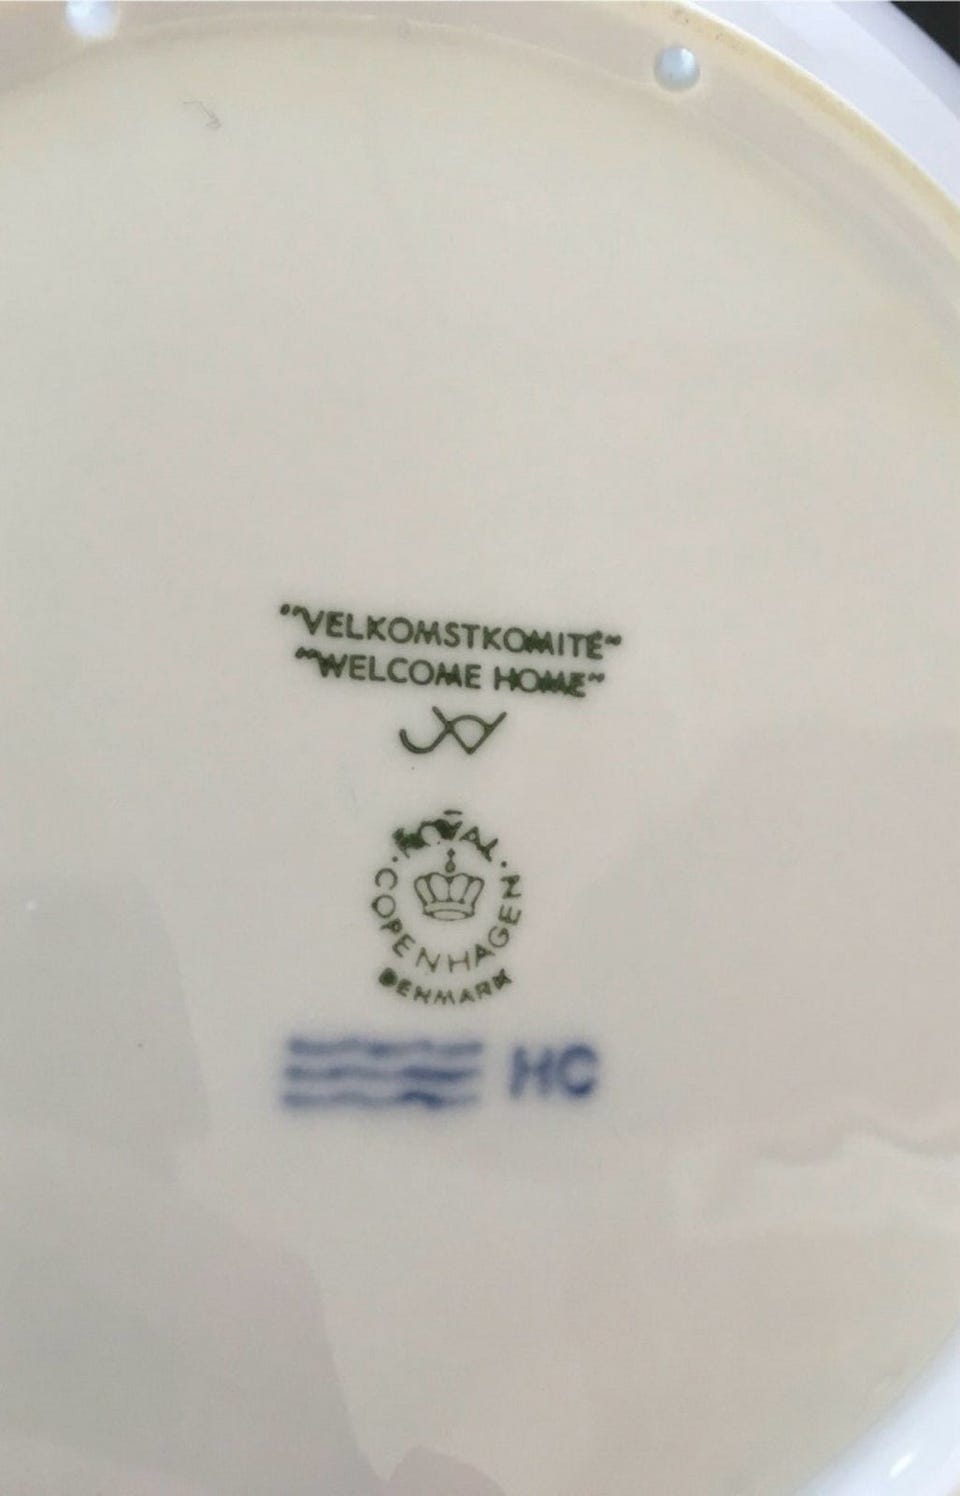 "VELKOMSTKOMITÉ"
"WELCOME HOME"
ROYAL
COPENHAGEN
DENMARK
HC